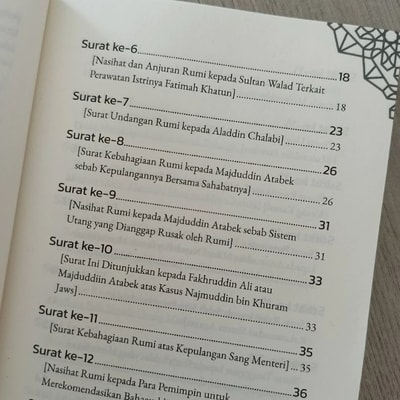 Surat ke-6 18
[Nasihat dan Anjuran Rumi kepada Sultan Walad Terkait
Perawatan Istrinya Fatimah Khatun] 18
Surat ke-7 23
[Surat Undangan Rumi kepada Aladdin Chalabi] 23
Surat ke-8 26
[Surat Kebahagiaan Rumi kepada Majduddin Atabek
sebab Kepulangannya Bersama Sahabatnya] 26
Surat ke-9 31
[Nasihat Rumi kepada Majduddin Atabek sebab Sistem
Utang yang Dianggap Rusak oleh Rumi] 31
Surat ke-10 33
[Surat Ini Ditunjukkan kepada Fakhruddin Ali atau
Majduddiin Atabek atas Kasus Najmuddin bin Khuram
Jaws] 33
Surat ke-11 35
[Surat Kebahagiaan Rumi atas Kepulangan Sang Menteri] 35
Surat ke-12 36
[Nasihat Rumi kepada Para Pemimpin untuk
Merekomendasikan